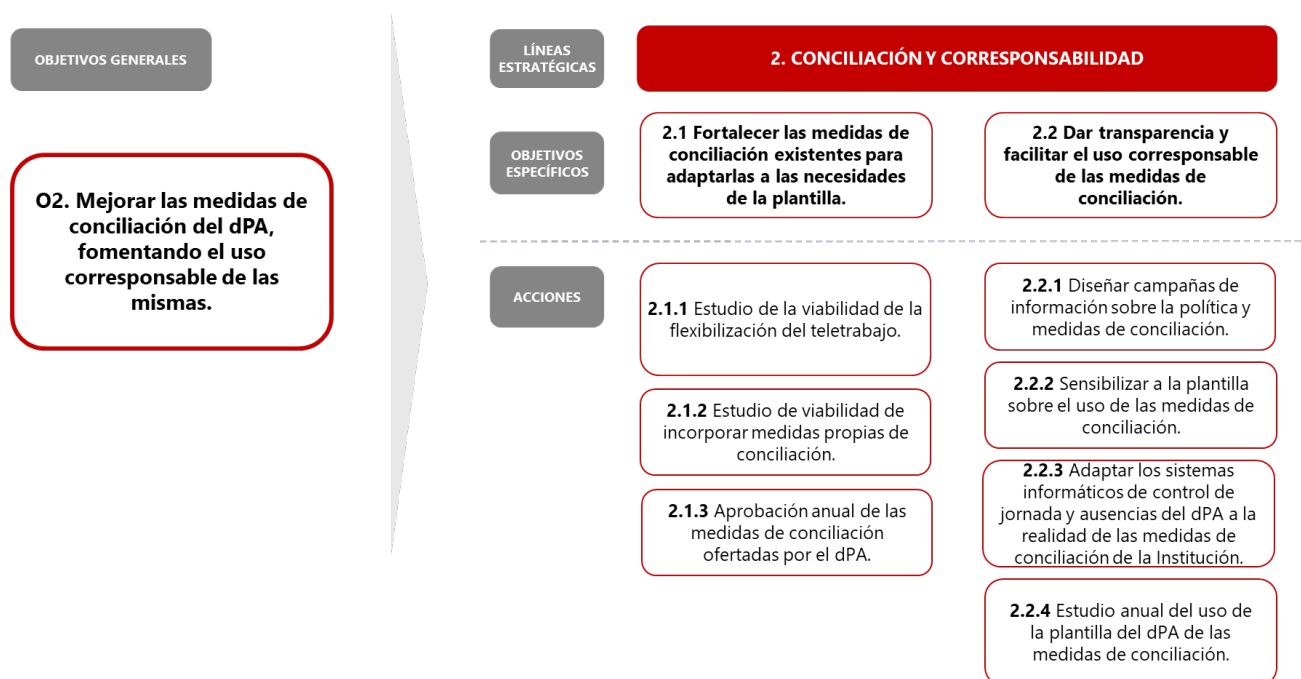 OBJETIVOS GENERALES
O2. Mejorar las medidas de
conciliación del dPA,
fomentando el uso
corresponsable de las
mismas.
LÍNEAS
ESTRATÉGICAS
2. CONCILIACIÓN Y CORRESPONSABILIDAD
OBJETIVOS
ESPECÍFICOS
2.1 Fortalecer las medidas de
conciliación existentes para
adaptarlas a las necesidades
de la plantilla.
2.2 Dar transparencia y
facilitar el uso corresponsable
de las medidas de
conciliación.
ACCIONES
2.1.1 Estudio de la viabilidad de la
flexibilización del teletrabajo.
2.1.2 Estudio de viabilidad de
incorporar medidas propias de
conciliación.
2.1.3 Aprobación anual de las
medidas de conciliación
ofertadas por el dPA.
2.2.1 Diseñar campañas de
información sobre la política y
medidas de conciliación.
2.2.2 Sensibilizar a la plantilla
sobre el uso de las medidas de
conciliación.
2.2.3 Adaptar los sistemas
informáticos de control de
jornada y ausencias del dPA a la
realidad de las medidas de
conciliación de la Institución.
2.2.4 Estudio anual del uso de
la plantilla del dPA de las
medidas de conciliación.